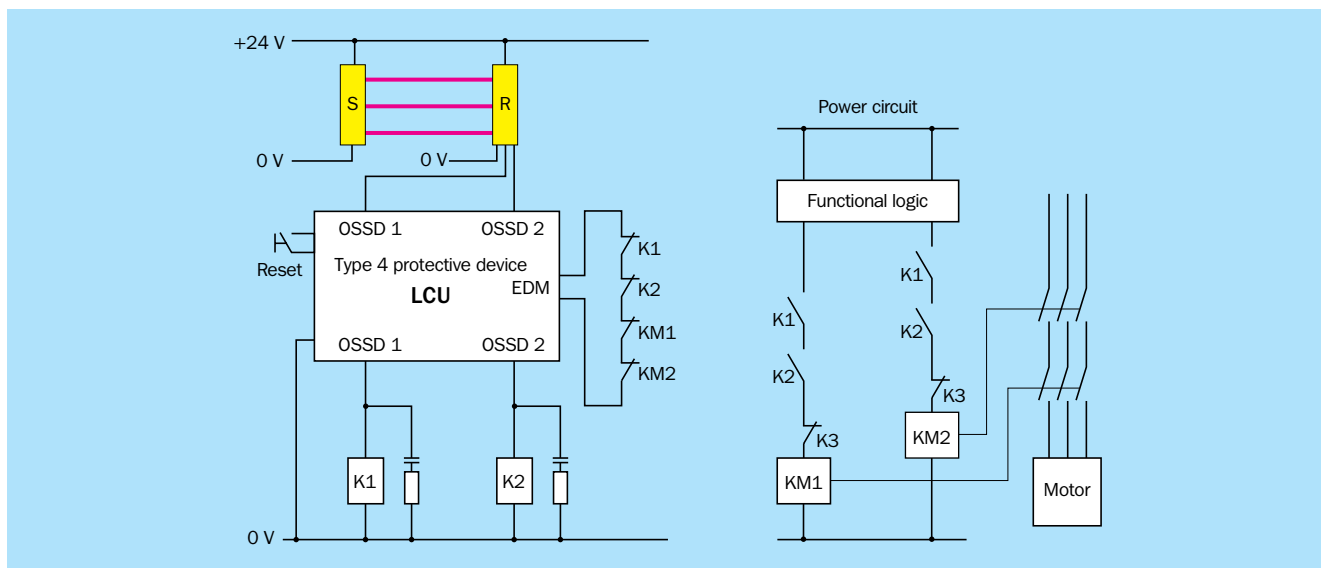 +24 V
S
R
0 V
0 V
OSSD 1
OSSD 2
Reset
Type 4 protective device
LCU
EDM
OSSD 1
OSSD 2
K1
K2
KM1
KM2
K1
K2
0 V
Power circuit
Functional logic
K1
K1
K2
K2
K3
K3
KM2
KM1
Motor